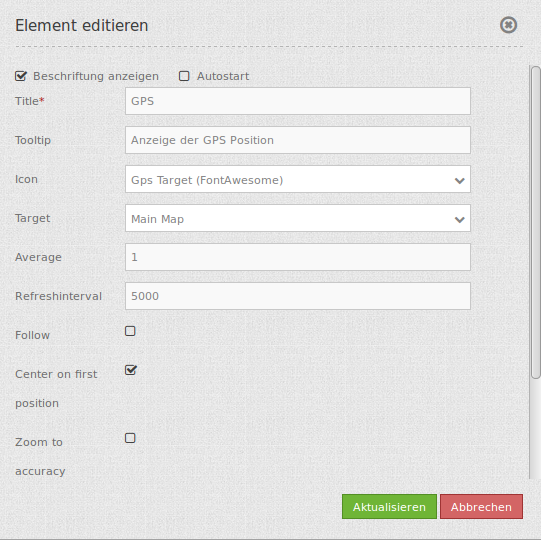 Element editieren
Beschriftung anzeigen Autostart
Title* GPS
Tooltip Anzeige der GPS Position
Icon Gps Target (FontAwesome)
Target Main Map
Average 1
Refreshinterval 5000
Follow
Center on first
position
Zoom to
accuracy
Aktualisieren Abbrechen